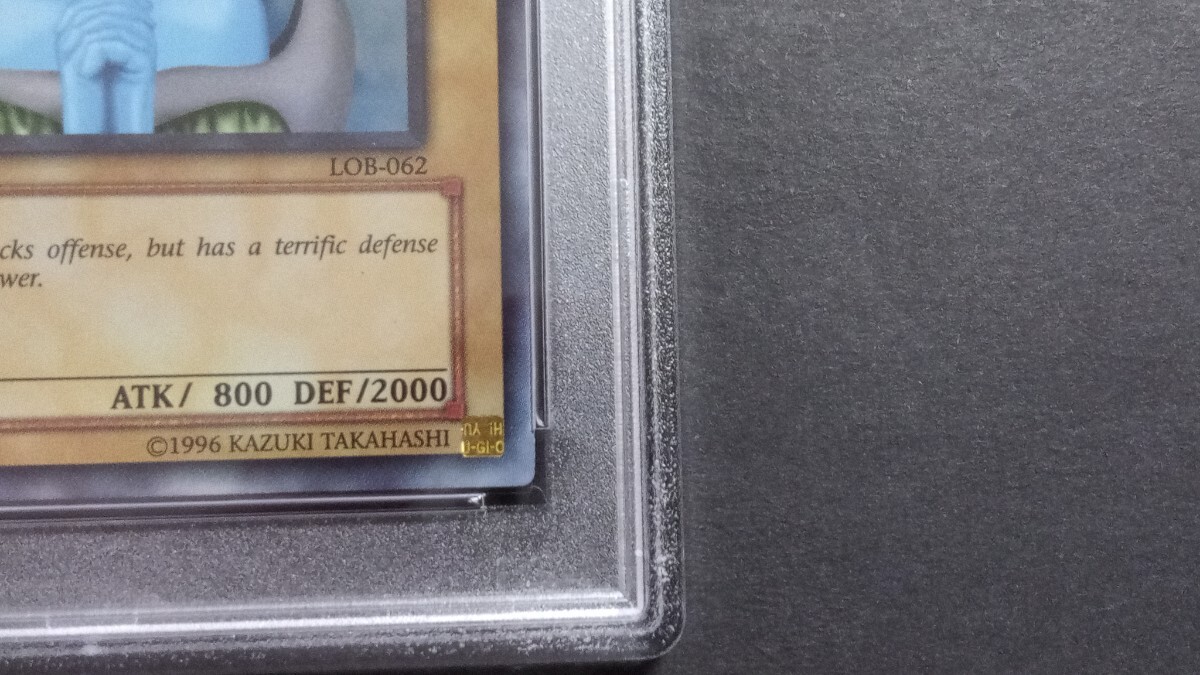 LOB-062
cks offense, but has a terrific defense
wer.
ATK/ 800 DEF/2000
©1996 KAZUKI TAKAHASHI